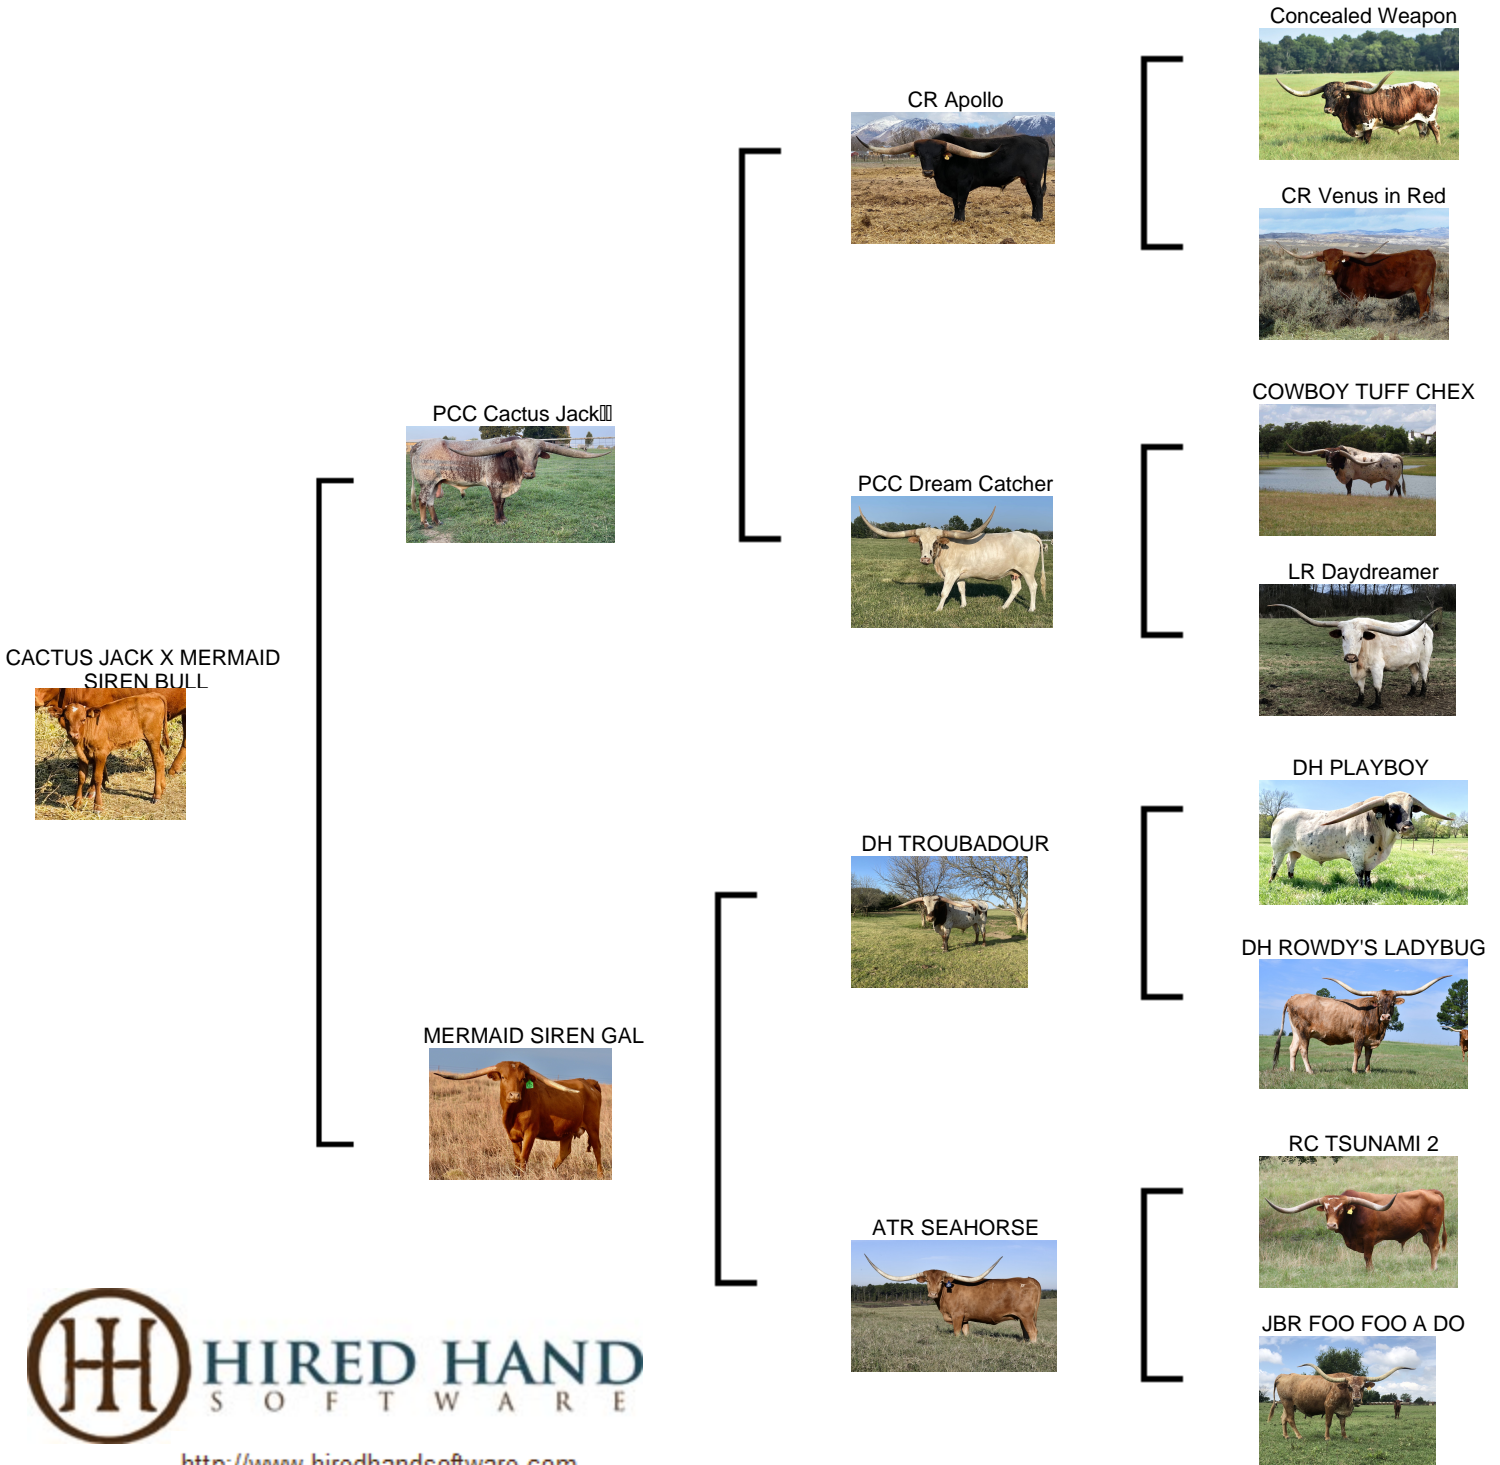 Concealed Weapon
CR Apollo
CR Venus in Red
COWBOY TUFF CHEX
PCC Cactus Jack
PCC Dream Catcher
LR Daydreamer
CACTUS JACK X MERMAID
SIREN BULL
DH PLAYBOY
DH TROUBADOUR
DH ROWDY'S LADYBUG
MERMAID SIREN GAL
RC TSUNAMI 2
ATR SEAHORSE
JBR FOO FOO A DO
HIRED HAND
SOFTWARE
http://www.hiredhandsoftware.com